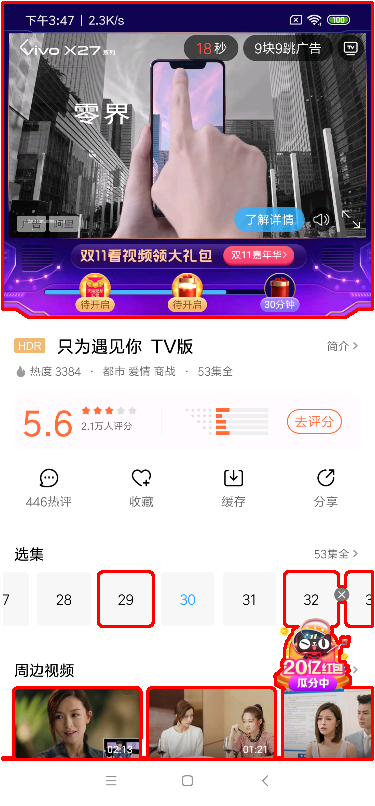 下午3:47 | 2.3K/s
100
vivo X27 系列
18 秒
9块9跳广告
TV
零界
广告 阿里
了解详情
双11看视频领大礼包
双11嘉年华>
待开启
待开启
30分钟
HDR 只为遇见你 TV版
简介 >
热度 3384 · 都市 爱情 商战 · 53集全
5.6
2.1万人评分
去评分
446热评
收藏
缓存
分享
选集
53集全 >
7
28
29
30
31
32
3
20亿红包
瓜分中
周边视频
02:13
01:21